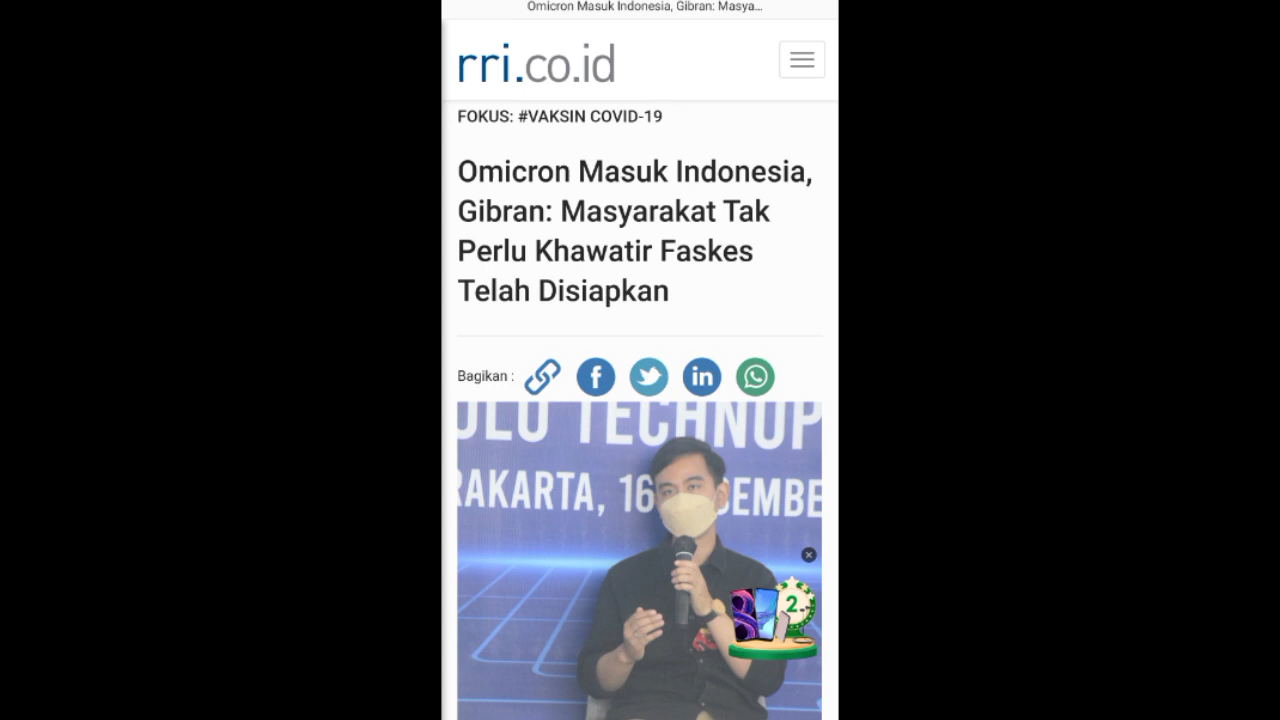 Omicron Masuk Indonesia, Gibran: Masya...
rri.co.id
FOKUS: #VAKSIN COVID-19
Omicron Masuk Indonesia,
Gibran: Masyarakat Tak
Perlu Khawatir Faskes
Telah Disiapkan
Bagikan :
OLO TECHNOP
RAKARTA, 16 EMBE
2.